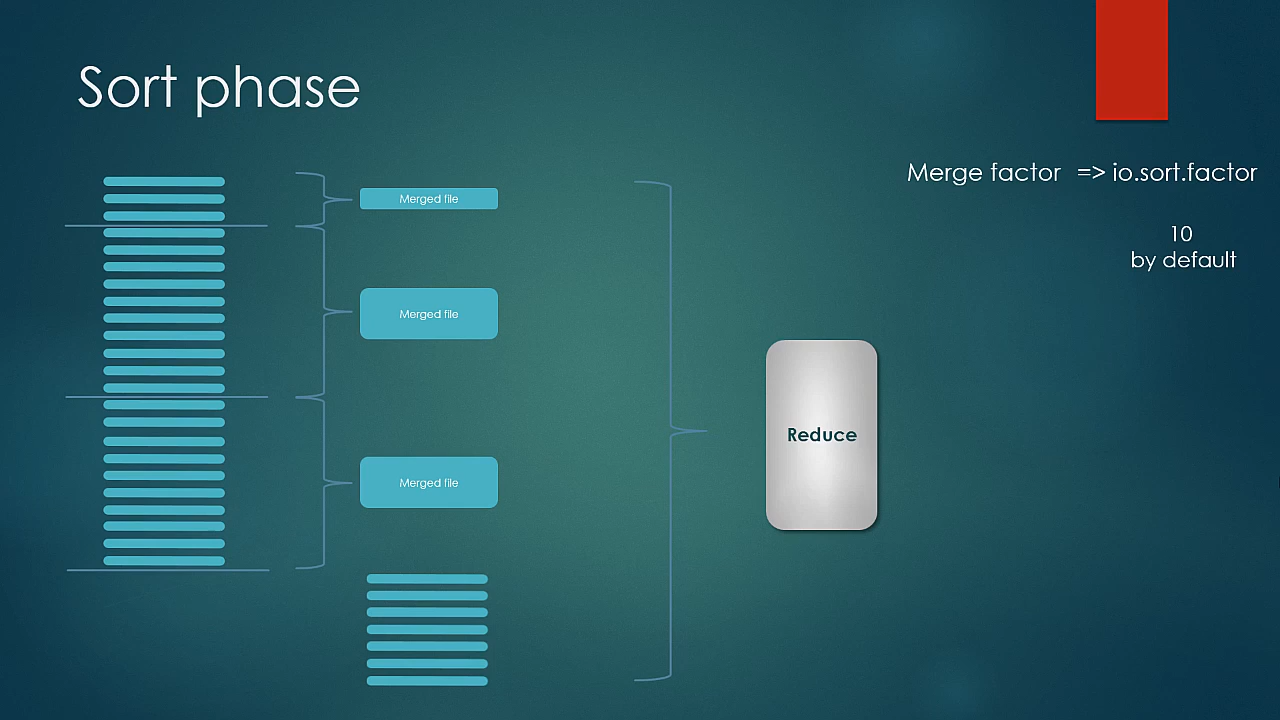 Sort phase
Merge factor => io.sort.factor
10
by default
Merged file
Merged file
Merged file
Reduce